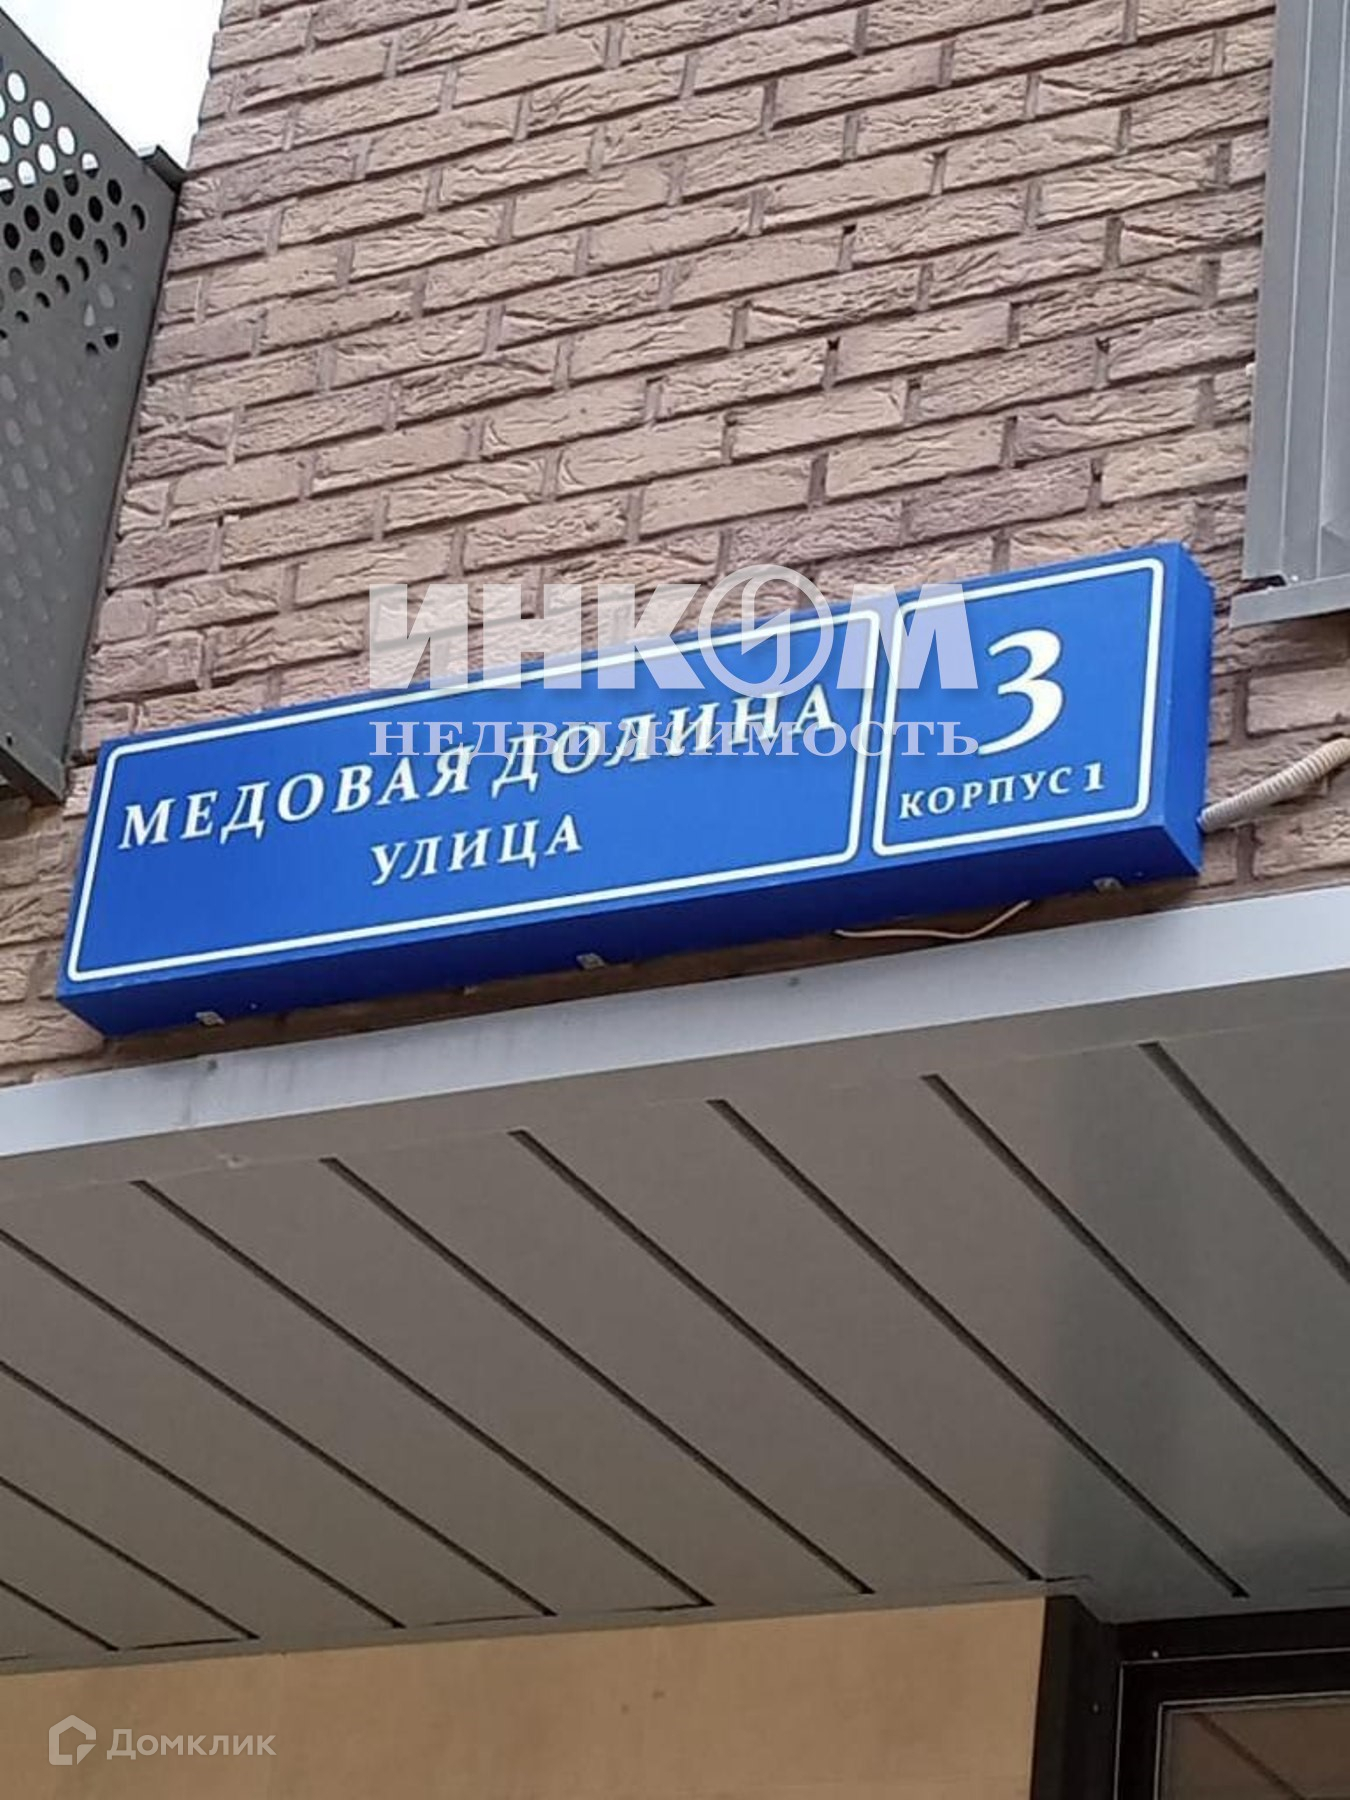 ИНКОМ
НЕДВИЖИМОСТЬ
МЕДОВАЯ ДОЛИНА
УЛИЦА
3
КОРПУС 1
Домклик